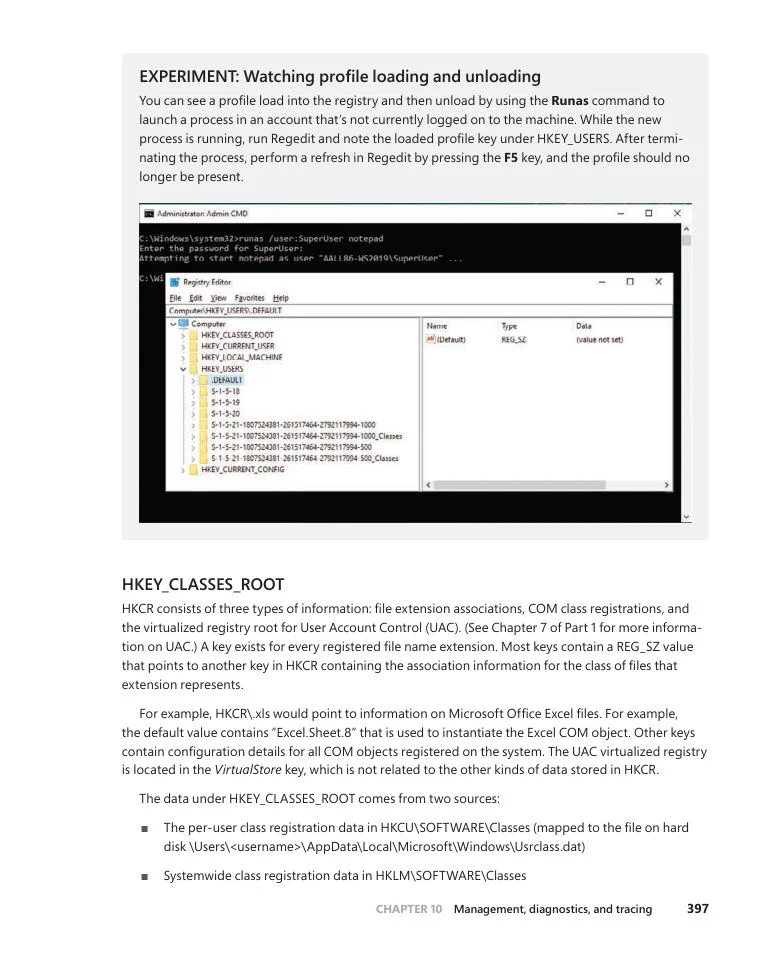 EXPERIMENT: Watching profile loading and unloading
You can see a profile load into the registry and then unload by using the Runas command to
launch a process in an account that's not currently logged on to the machine. While the new
process is running, run Regedit and note the loaded profile key under HKEY_USERS. After termi-
nating the process, perform a refresh in Regedit by pressing the F5 key, and the profile should no
longer be present.
Administrator: Admin CMD
C:\Windows\system32>runas /user:SuperUser notepad
Enter the password for SuperUser:
Attempting to start notepad as user "AALL86-WS2019\SuperUser" ...
C:\Wi
Registry Editor
File Edit View Favorites Help
Computer\HKEY_USERS\.DEFAULT
Computer
HKEY_CLASSES_ROOT
HKEY_CURRENT_USER
HKEY_LOCAL_MACHINE
HKEY_USERS
.DEFAULT
S-1-5-18
S-1-5-19
S-1-5-20
S-1-5-21-1807524381-261517464-2792117994-1000
S-1-5-21-1807524381-261517464-2792117994-1000_Classes
S-1-5-21-1807524381-261517464-2792117994-500
S-1-5-21-1807524381-261517464-2792117994-500_Classes
HKEY_CURRENT_CONFIG
Name Type Data
ab (Default) REG_SZ (value not set)
HKEY_CLASSES_ROOT
HKCR consists of three types of information: file extension associations, COM class registrations, and
the virtualized registry root for User Account Control (UAC). (See Chapter 7 of Part 1 for more informa-
tion on UAC.) A key exists for every registered file name extension. Most keys contain a REG_SZ value
that points to another key in HKCR containing the association information for the class of files that
extension represents.
For example, HKCR\.xls would point to information on Microsoft Office Excel files. For example,
the default value contains "Excel.Sheet.8" that is used to instantiate the Excel COM object. Other keys
contain configuration details for all COM objects registered on the system. The UAC virtualized registry
is located in the VirtualStore key, which is not related to the other kinds of data stored in HKCR.
The data under HKEY_CLASSES_ROOT comes from two sources:
■ The per-user class registration data in HKCU\SOFTWARE\Classes (mapped to the file on hard
disk \Users\<username>\AppData\Local\Microsoft\Windows\Usrclass.dat)
■ Systemwide class registration data in HKLM\SOFTWARE\Classes
CHAPTER 10 Management, diagnostics, and tracing 397